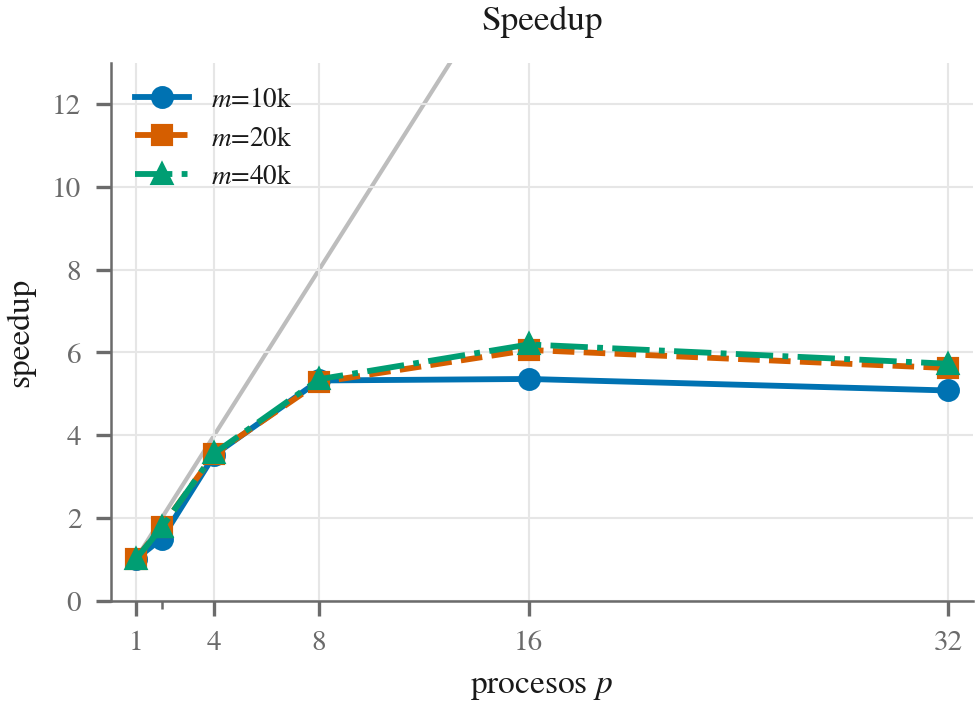 Speedup
m=10k
m=20k
m=40k
12
10
8
6
4
2
0
speedup
1 4 8 16 32
procesos p